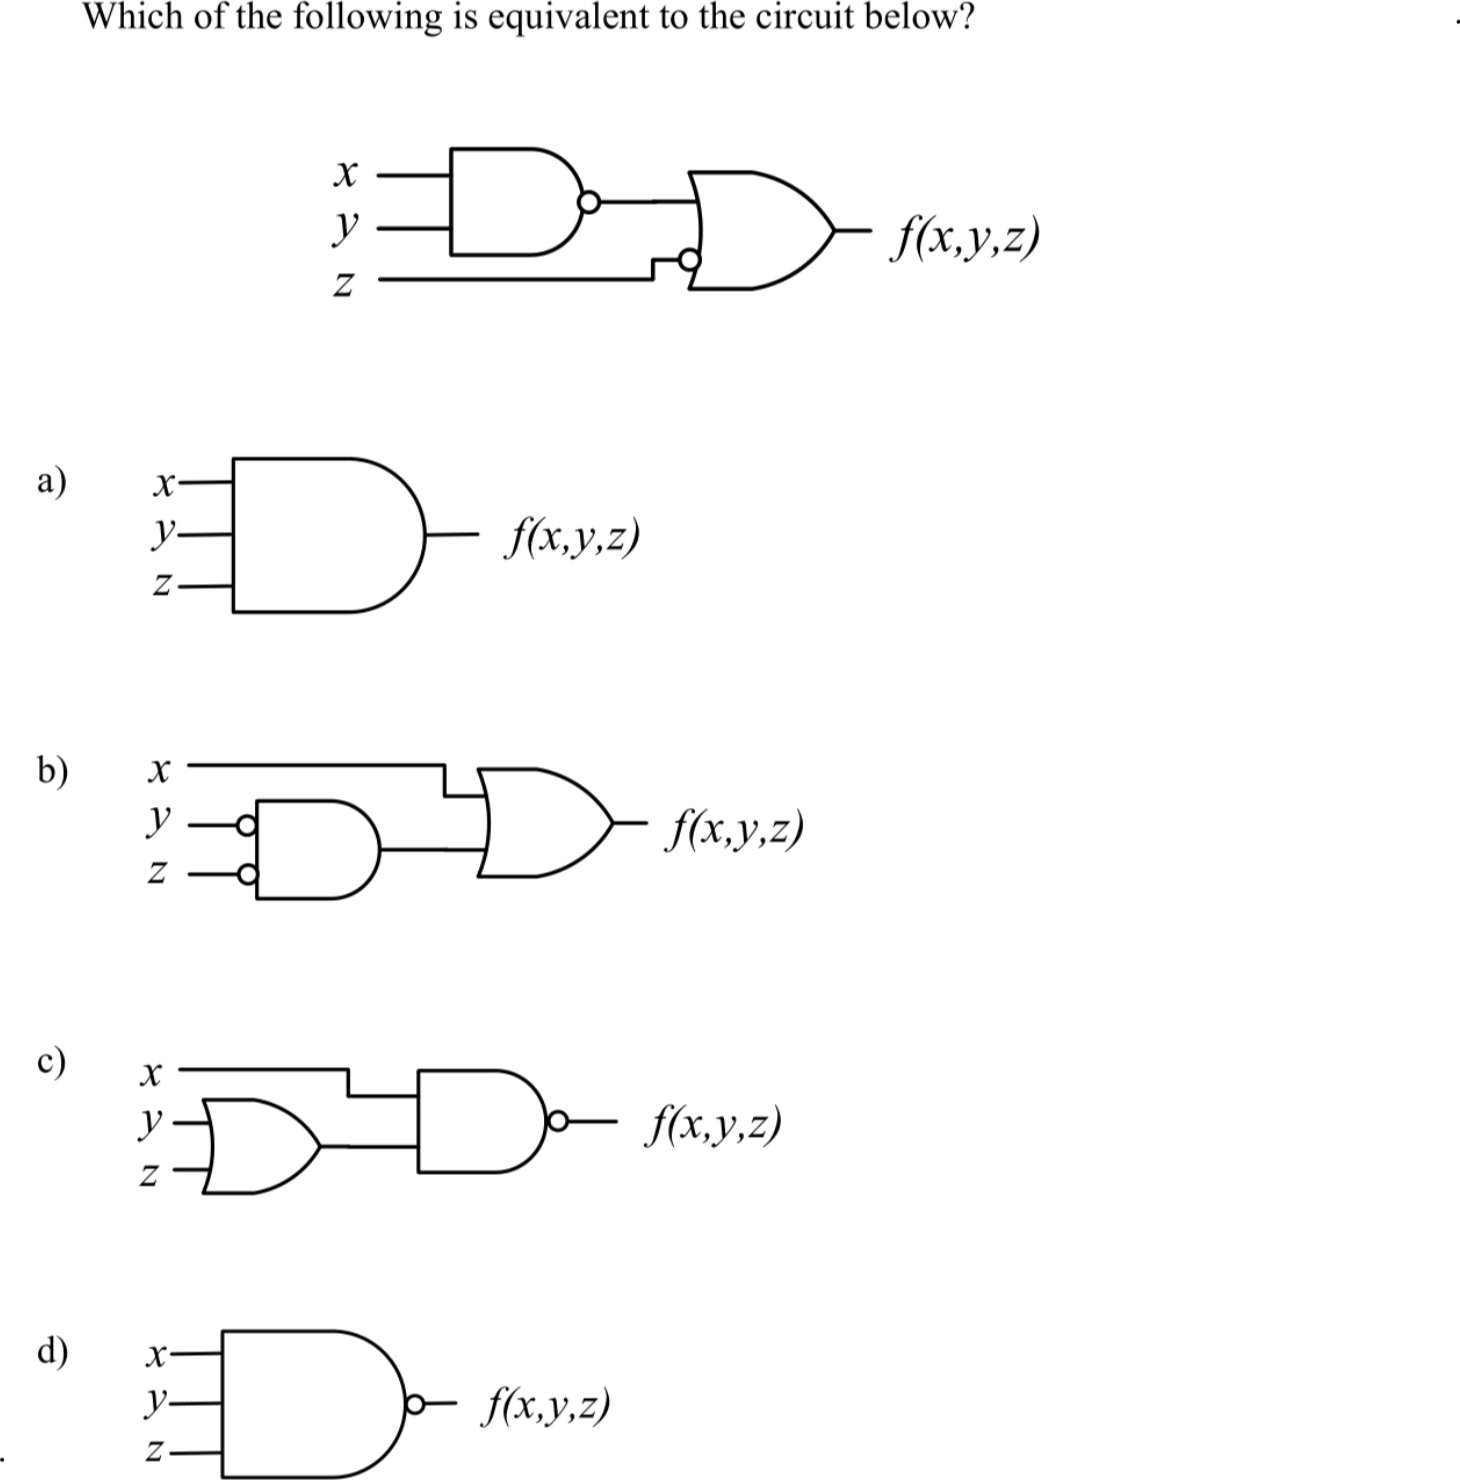 Which of the following is equivalent to the circuit below?
x
y
z
f(x,y,z)
a)
x
y
z
f(x,y,z)
b)
x
y
z
f(x,y,z)
c)
x
y
z
f(x,y,z)
d)
x
y
z
f(x,y,z)